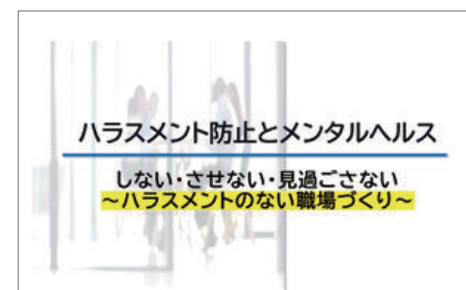 ハラスメント防止とメンタルヘルス
しない・させない・見過ごさない
～ハラスメントのない職場づくり～